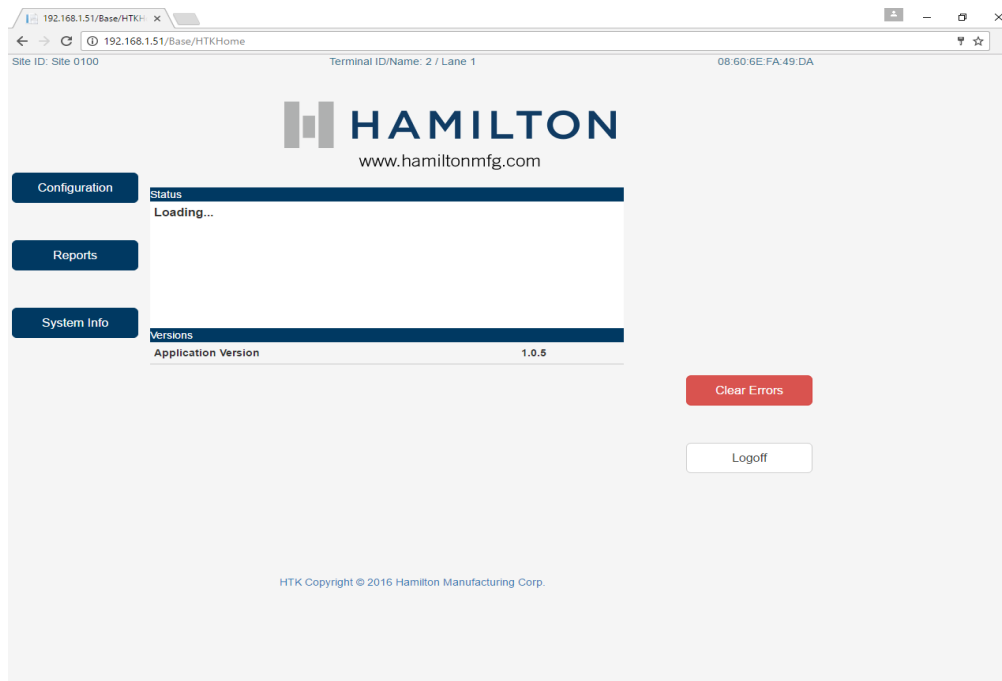 192.168.1.51/Base/HTKH
192.168.1.51/Base/HTKHome
Site ID: Site 0100
Terminal ID/Name: 2 / Lane 1
08:60:6E:FA:49:DA
HAMILTON
www.hamiltonmfg.com
Configuration
Status
Loading...
Reports
System Info
Versions
Application Version 1.0.5
Clear Errors
Logoff
HTK Copyright © 2016 Hamilton Manufacturing Corp.